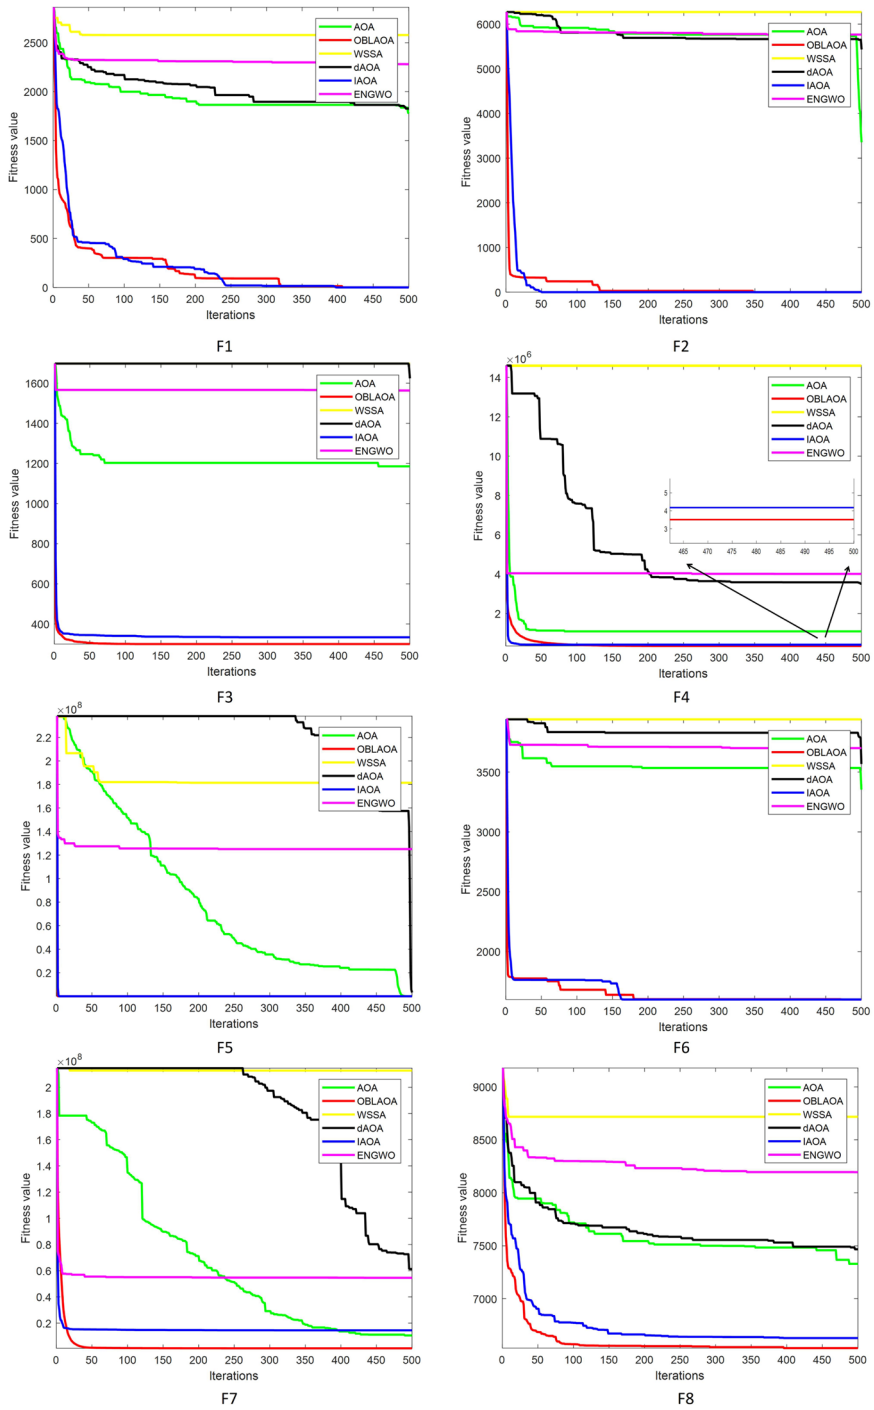 2500
2000
1500
1000
500
0
Fitness value
AOA
OBLAOA
WSSA
dAOA
IAOA
ENGWO
0 50 100 150 200 250 300 350 400 450 500
Iterations
F1
6000
5000
4000
3000
2000
1000
0
Fitness value
AOA
OBLAOA
WSSA
dAOA
IAOA
ENGWO
0 50 100 150 200 250 300 350 400 450 500
Iterations
F2
1600
1400
1200
1000
800
600
400
Fitness value
AOA
OBLAOA
WSSA
dAOA
IAOA
ENGWO
0 50 100 150 200 250 300 350 400 450 500
Iterations
F3
×10⁶
14
12
10
8
6
4
2
Fitness value
AOA
OBLAOA
WSSA
dAOA
IAOA
ENGWO
5
4
3
465 470 475 480 485 490 495 500
0 50 100 150 200 250 300 350 400 450 500
Iterations
F4
×10⁸
2.2
2
1.8
1.6
1.4
1.2
1
0.8
0.6
0.4
0.2
Fitness value
AOA
OBLAOA
WSSA
dAOA
IAOA
ENGWO
0 50 100 150 200 250 300 350 400 450 500
Iterations
F5
3500
3000
2500
2000
Fitness value
AOA
OBLAOA
WSSA
dAOA
IAOA
ENGWO
0 50 100 150 200 250 300 350 400 450 500
Iterations
F6
×10⁸
2
1.8
1.6
1.4
1.2
1
0.8
0.6
0.4
0.2
Fitness value
AOA
OBLAOA
WSSA
dAOA
IAOA
ENGWO
0 50 100 150 200 250 300 350 400 450 500
Iterations
F7
9000
8500
8000
7500
7000
Fitness value
AOA
OBLAOA
WSSA
dAOA
IAOA
ENGWO
0 50 100 150 200 250 300 350 400 450 500
Iterations
F8